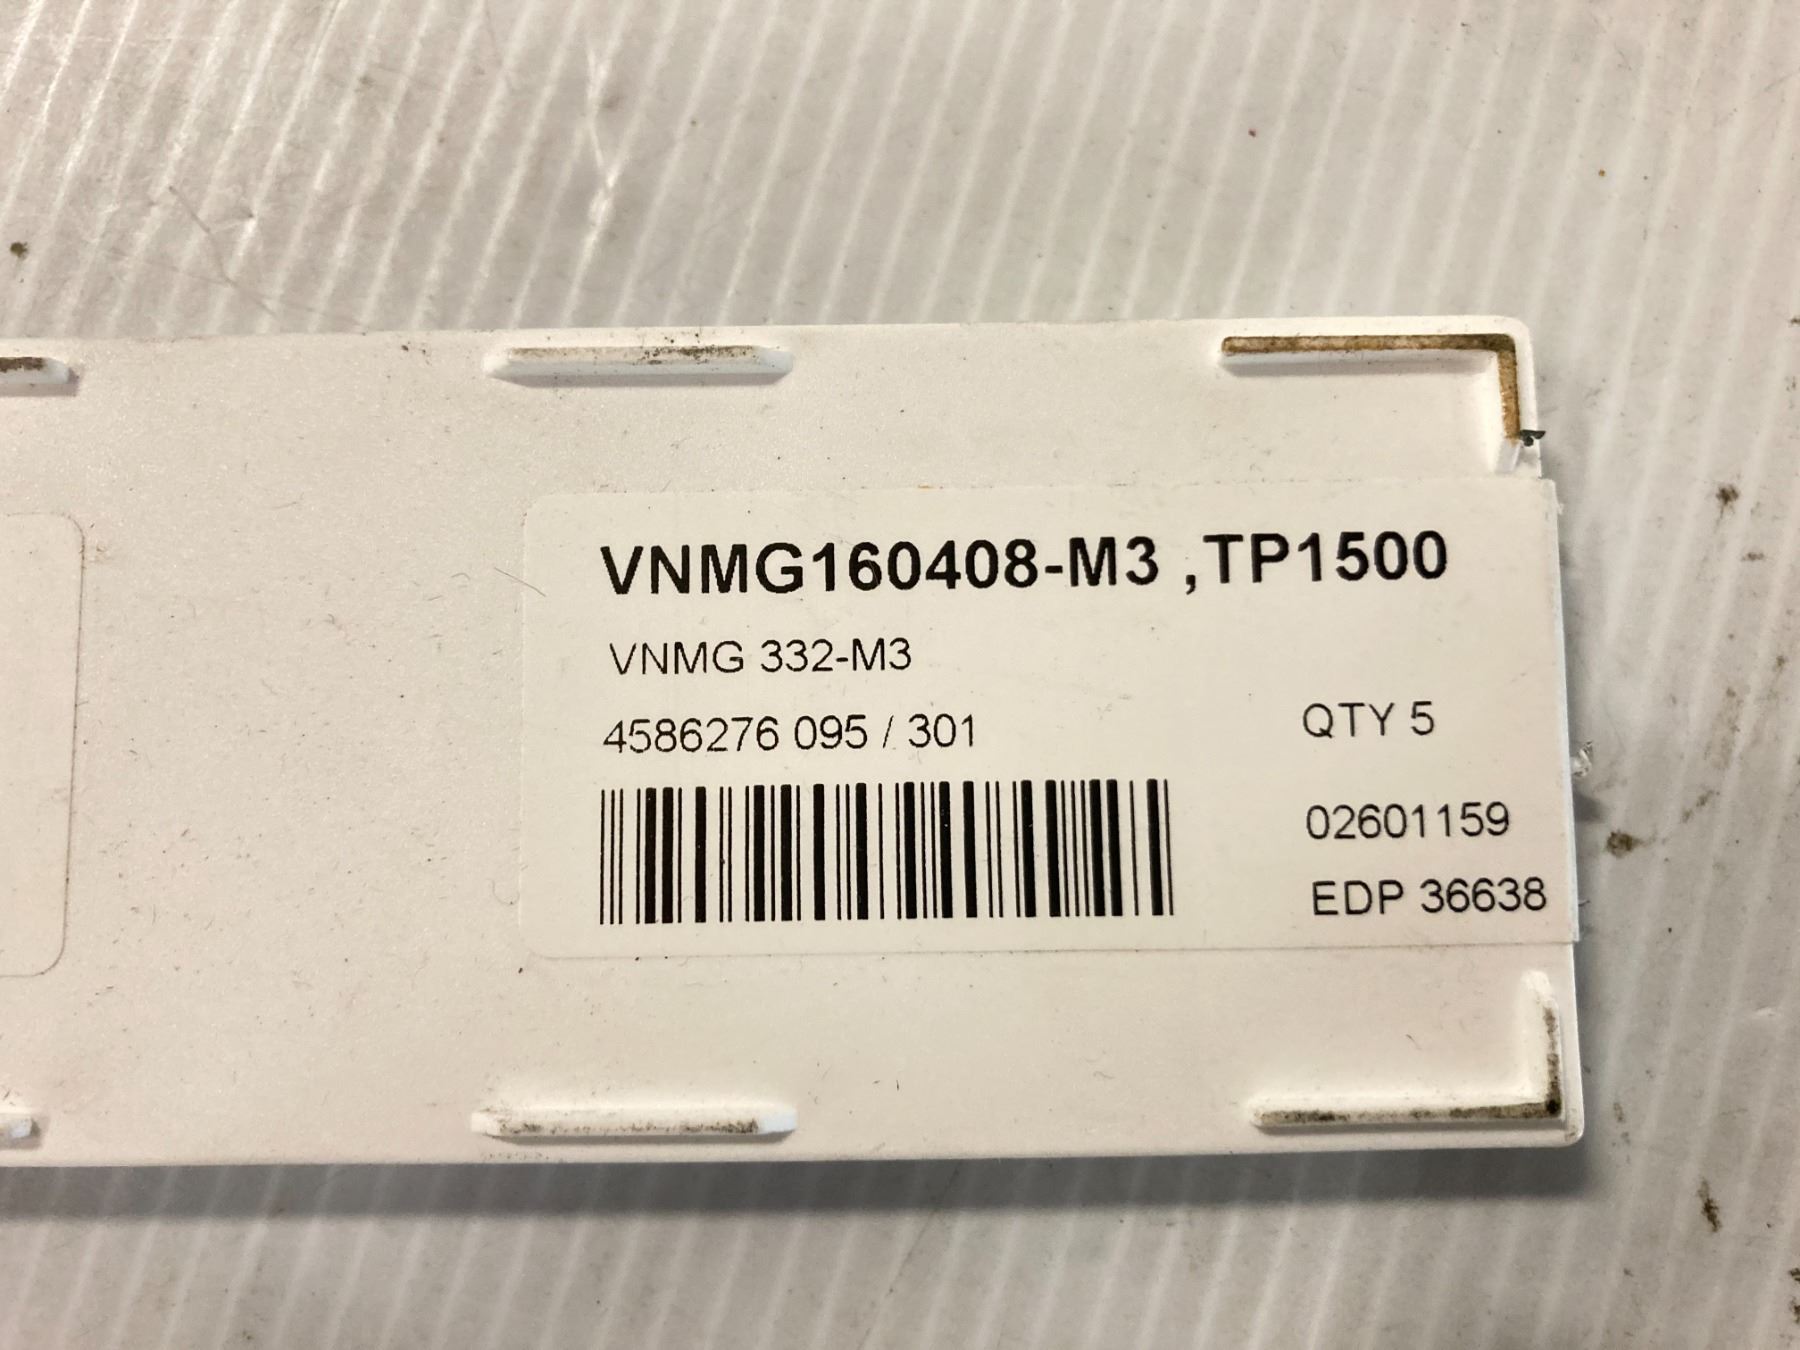 VNMG160408-M3 ,TP1500
VNMG 332-M3
4586276 095 / 301
QTY 5
02601159
EDP 36638